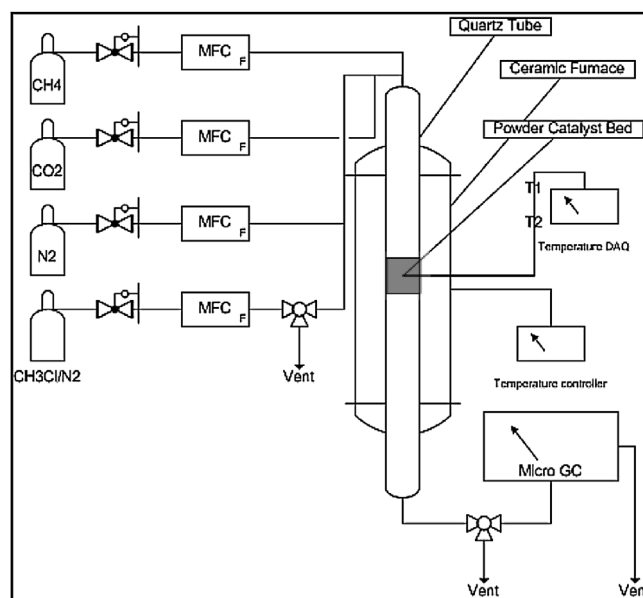 Quartz Tube
CH4
MFC
F
Ceramic Furnace
CO2
MFC
F
Powder Catalyst Bed
T1
T2
Temperature DAQ
N2
MFC
F
CH3Cl/N2
MFC
F
Vent
Temperature controller
Micro GC
Vent
Ven